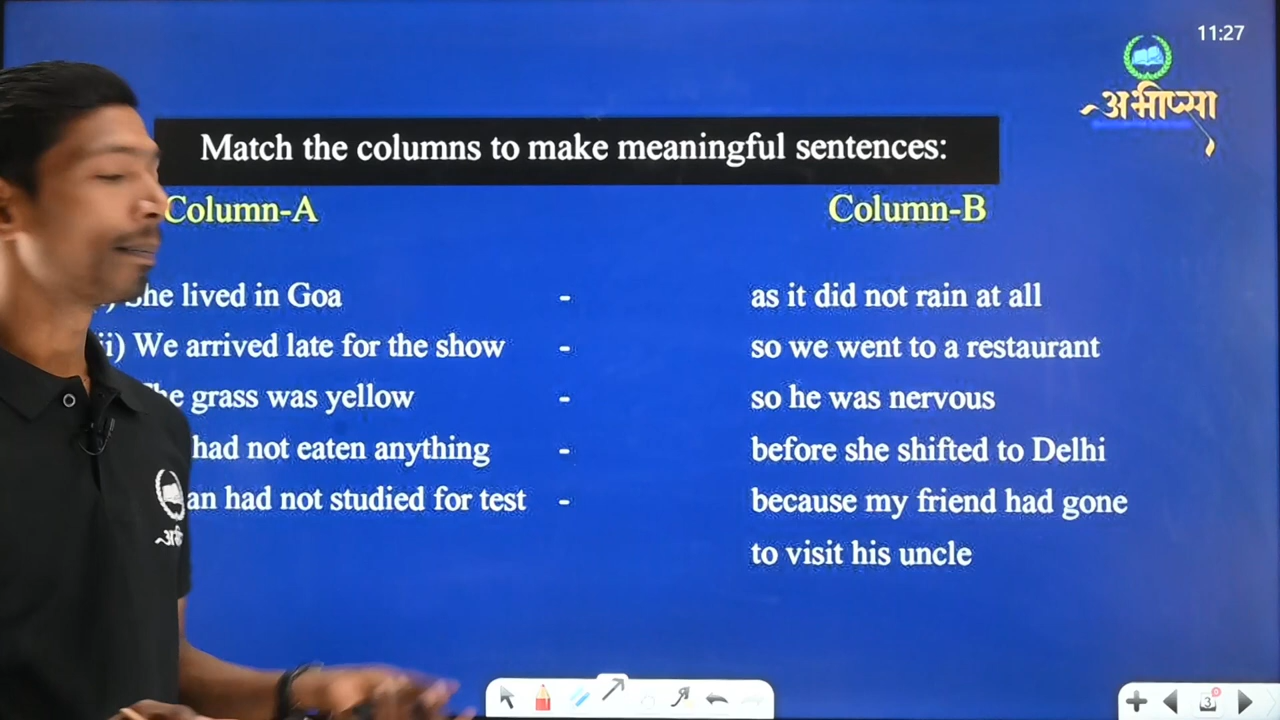 11:27
अभीप्सा
Match the columns to make meaningful sentences:
Column-A Column-B
She lived in Goa - as it did not rain at all
ii) We arrived late for the show - so we went to a restaurant
grass was yellow - so he was nervous
had not eaten anything - before she shifted to Delhi
had not studied for test - because my friend had gone
to visit his uncle
3